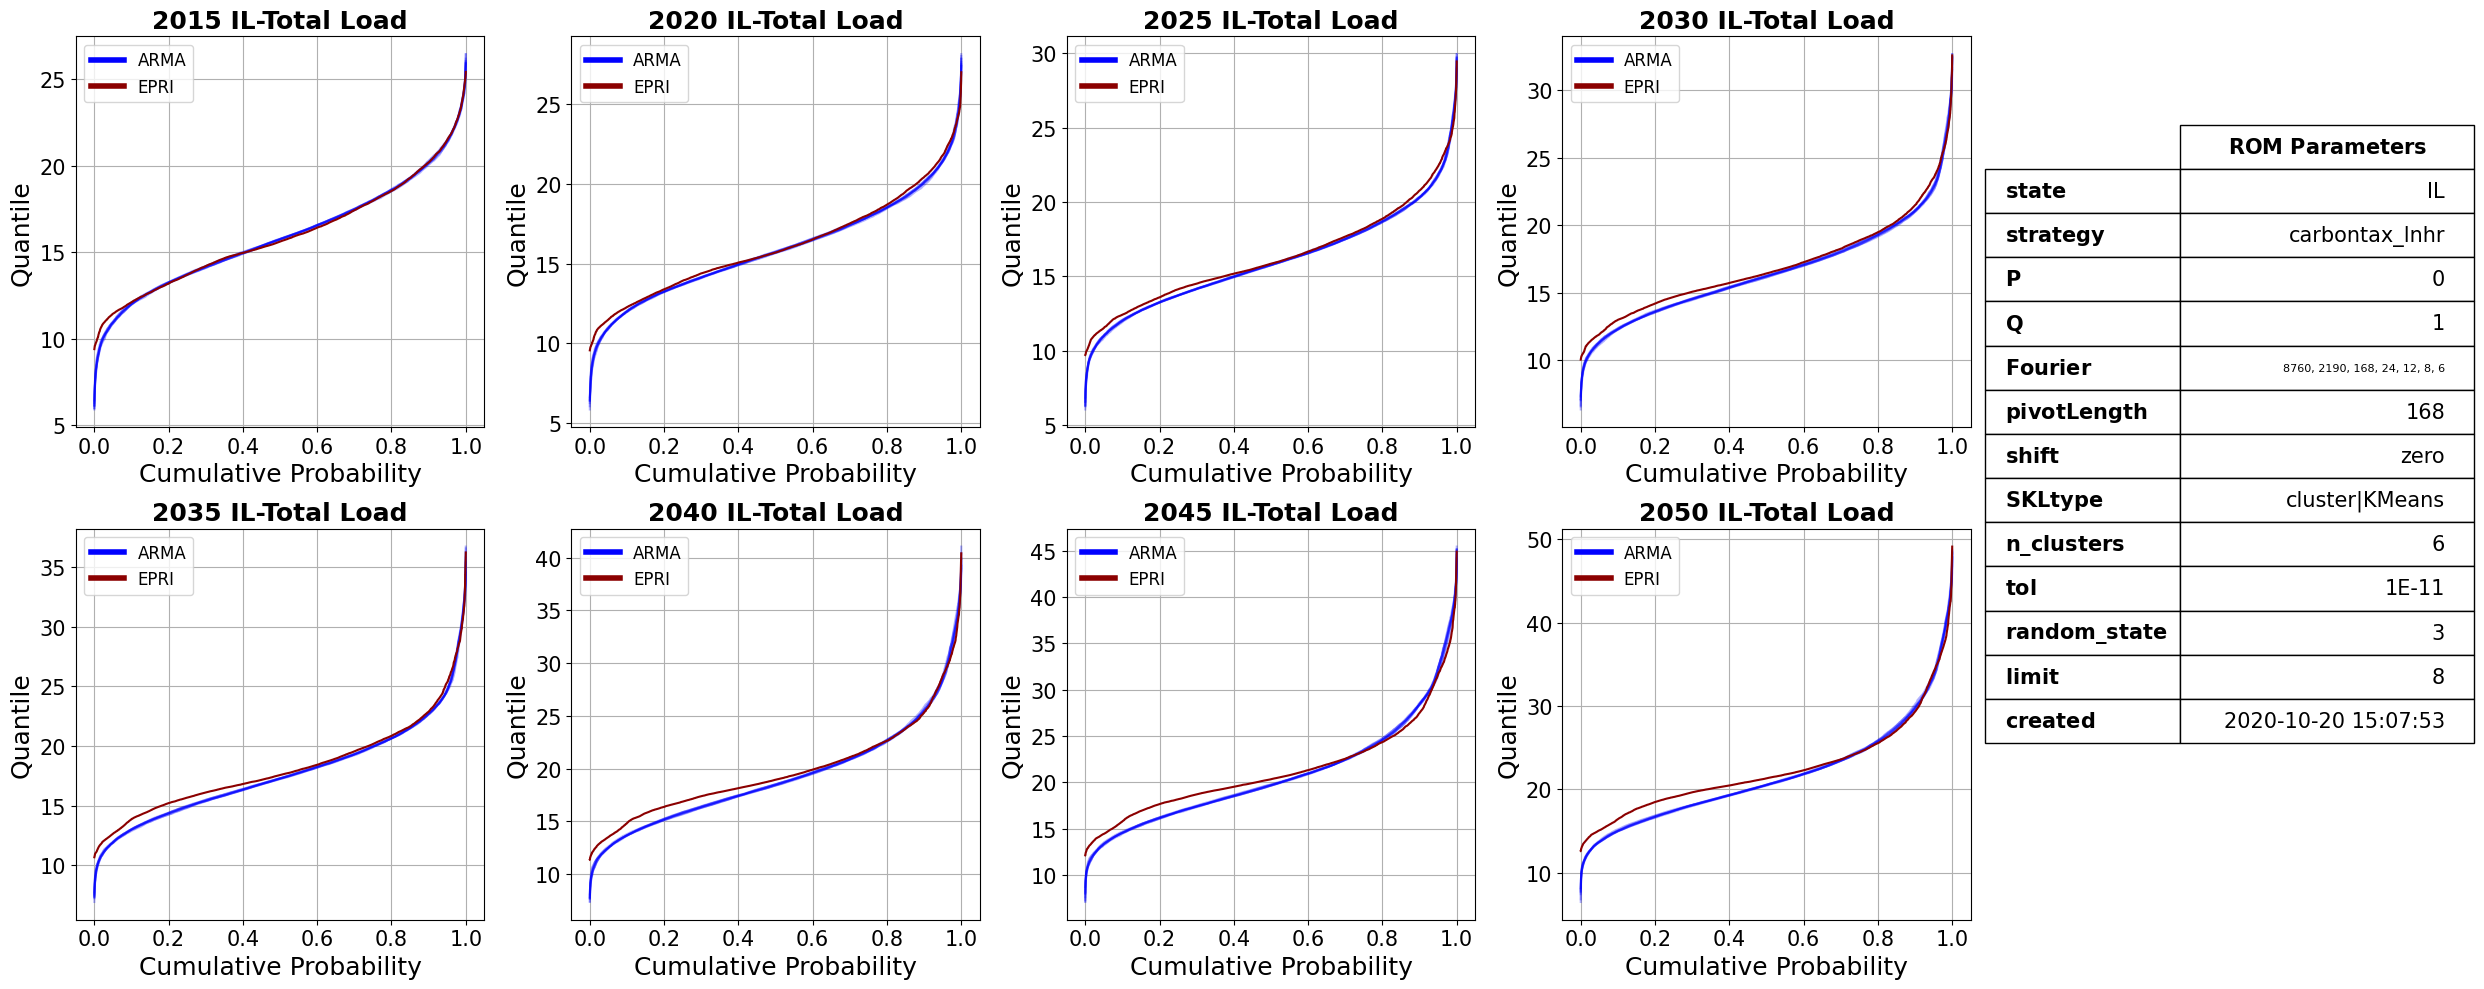 2015 IL-Total Load
ARMA
EPRI
Quantile
25
20
15
10
5
0.0 0.2 0.4 0.6 0.8 1.0
Cumulative Probability
2020 IL-Total Load
ARMA
EPRI
Quantile
25
20
15
10
5
0.0 0.2 0.4 0.6 0.8 1.0
Cumulative Probability
2025 IL-Total Load
ARMA
EPRI
Quantile
30
25
20
15
10
5
0.0 0.2 0.4 0.6 0.8 1.0
Cumulative Probability
2030 IL-Total Load
ARMA
EPRI
Quantile
30
25
20
15
10
0.0 0.2 0.4 0.6 0.8 1.0
Cumulative Probability
2035 IL-Total Load
ARMA
EPRI
Quantile
35
30
25
20
15
10
0.0 0.2 0.4 0.6 0.8 1.0
Cumulative Probability
2040 IL-Total Load
ARMA
EPRI
Quantile
40
35
30
25
20
15
10
0.0 0.2 0.4 0.6 0.8 1.0
Cumulative Probability
2045 IL-Total Load
ARMA
EPRI
Quantile
45
40
35
30
25
20
15
10
0.0 0.2 0.4 0.6 0.8 1.0
Cumulative Probability
2050 IL-Total Load
ARMA
EPRI
Quantile
50
40
30
20
10
0.0 0.2 0.4 0.6 0.8 1.0
Cumulative Probability
ROM Parameters
state IL
strategy carbontax_lnhr
P 0
Q 1
Fourier 8760, 2190, 168, 24, 12, 8, 6
pivotLength 168
shift zero
SKLtype cluster|KMeans
n_clusters 6
tol 1E-11
random_state 3
limit 8
created 2020-10-20 15:07:53